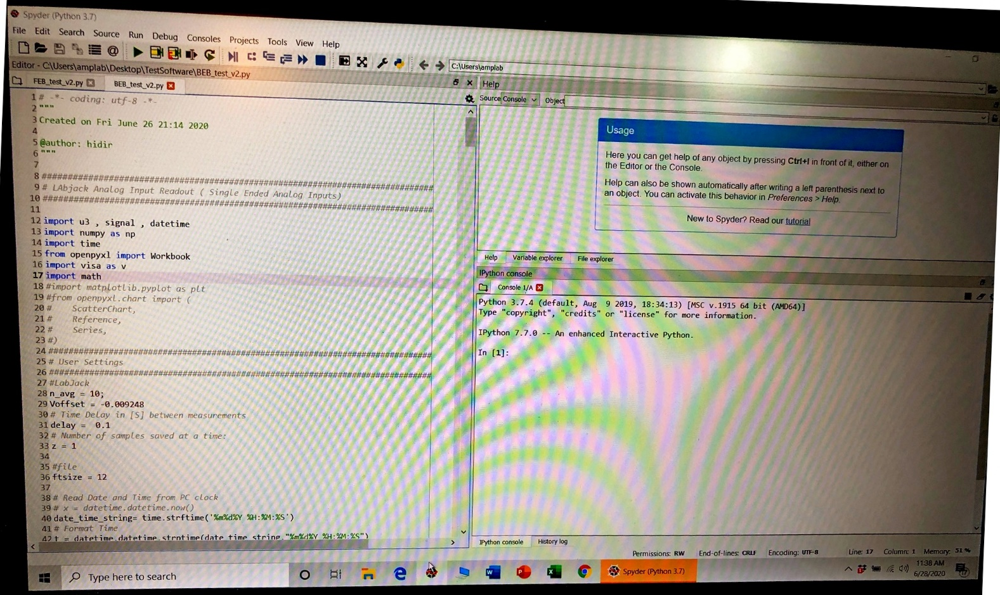 Spyder (Python 3.7)
File Edit Search Source Run Debug Consoles Projects Tools View Help
C:\Users\amplab
Editor - C:\Users\amplab\Desktop\TestSoftware\BEB_test_v2.py
FEB_test_v2.py BEB_test_v2.py
1 # -*- coding: utf-8 -*-
2 """
3 Created on Fri June 26 21:14 2020
4
5 @author: hidir
6 """
7
8 ################################################################################
9 # LAbjack Analog Input Readout ( Single Ended Analog Inputs)
10 ################################################################################
11
12 import u3 , signal , datetime
13 import numpy as np
14 import time
15 from openpyxl import Workbook
16 import visa as v
17 import math
18 #import matplotlib.pyplot as plt
19 #from openpyxl.chart import (
20 #    ScatterChart,
21 #    Reference,
22 #    Series,
23 #)
24 ################################################################################
25 # User Settings
26 ################################################################################
27 #LabJack
28 n_avg = 10;
29 Voffset = -0.009248
30 # Time Delay in [S] between measurements
31 delay =  0.1
32 # Number of samples saved at a time:
33 z = 1
34
35 #file
36 ftsize = 12
37
38 # Read Date and Time from PC clock
39 # x = datetime.datetime.now()
40 date_time_string= time.strftime('%m%d%Y %H:%M:%S')
41 # Format Time
42 t = datetime.datetime.strptime(date_time_string,"%m%d%Y %H:%M:%S")
Help
Source Console Object
Usage
Here you can get help of any object by pressing Ctrl+I in front of it, either on
the Editor or the Console.
Help can also be shown automatically after writing a left parenthesis next to
an object. You can activate this behavior in Preferences > Help.
New to Spyder? Read our tutorial
Help Variable explorer File explorer
IPython console
Console 1/A
Python 3.7.4 (default, Aug  9 2019, 18:34:13) [MSC v.1915 64 bit (AMD64)]
Type "copyright", "credits" or "license" for more information.
IPython 7.7.0 -- An enhanced Interactive Python.
In [1]:
IPython console History log
Permissions: RW End-of-lines: CRLF Encoding: UTF-8 Line: 17 Column: 1 Memory: 51 %
Type here to search
Spyder (Python 3.7)
11:38 AM
6/28/2020